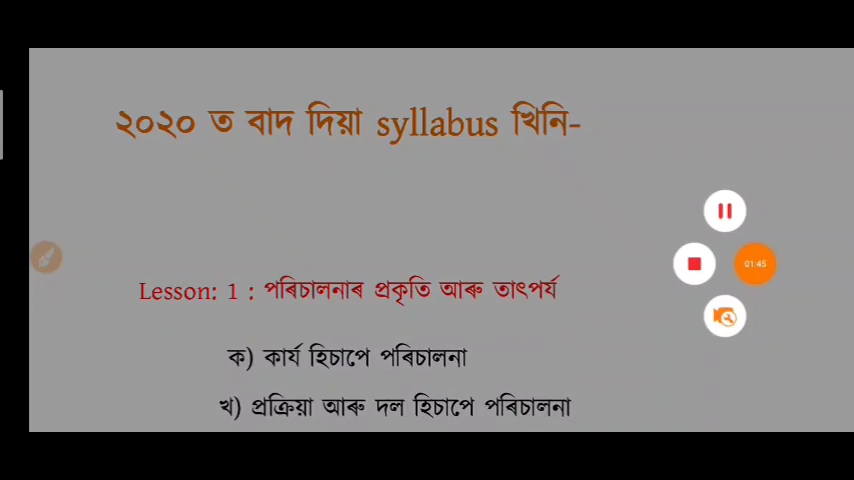 ২০২০ ত বাদ দিয়া syllabus খিনি-
Lesson: 1 : পৰিচালনাৰ প্ৰকৃতি আৰু তাৎপৰ্য
ক) কাৰ্য হিচাপে পৰিচালনা
খ) প্ৰক্ৰিয়া আৰু দল হিচাপে পৰিচালনা
01:45